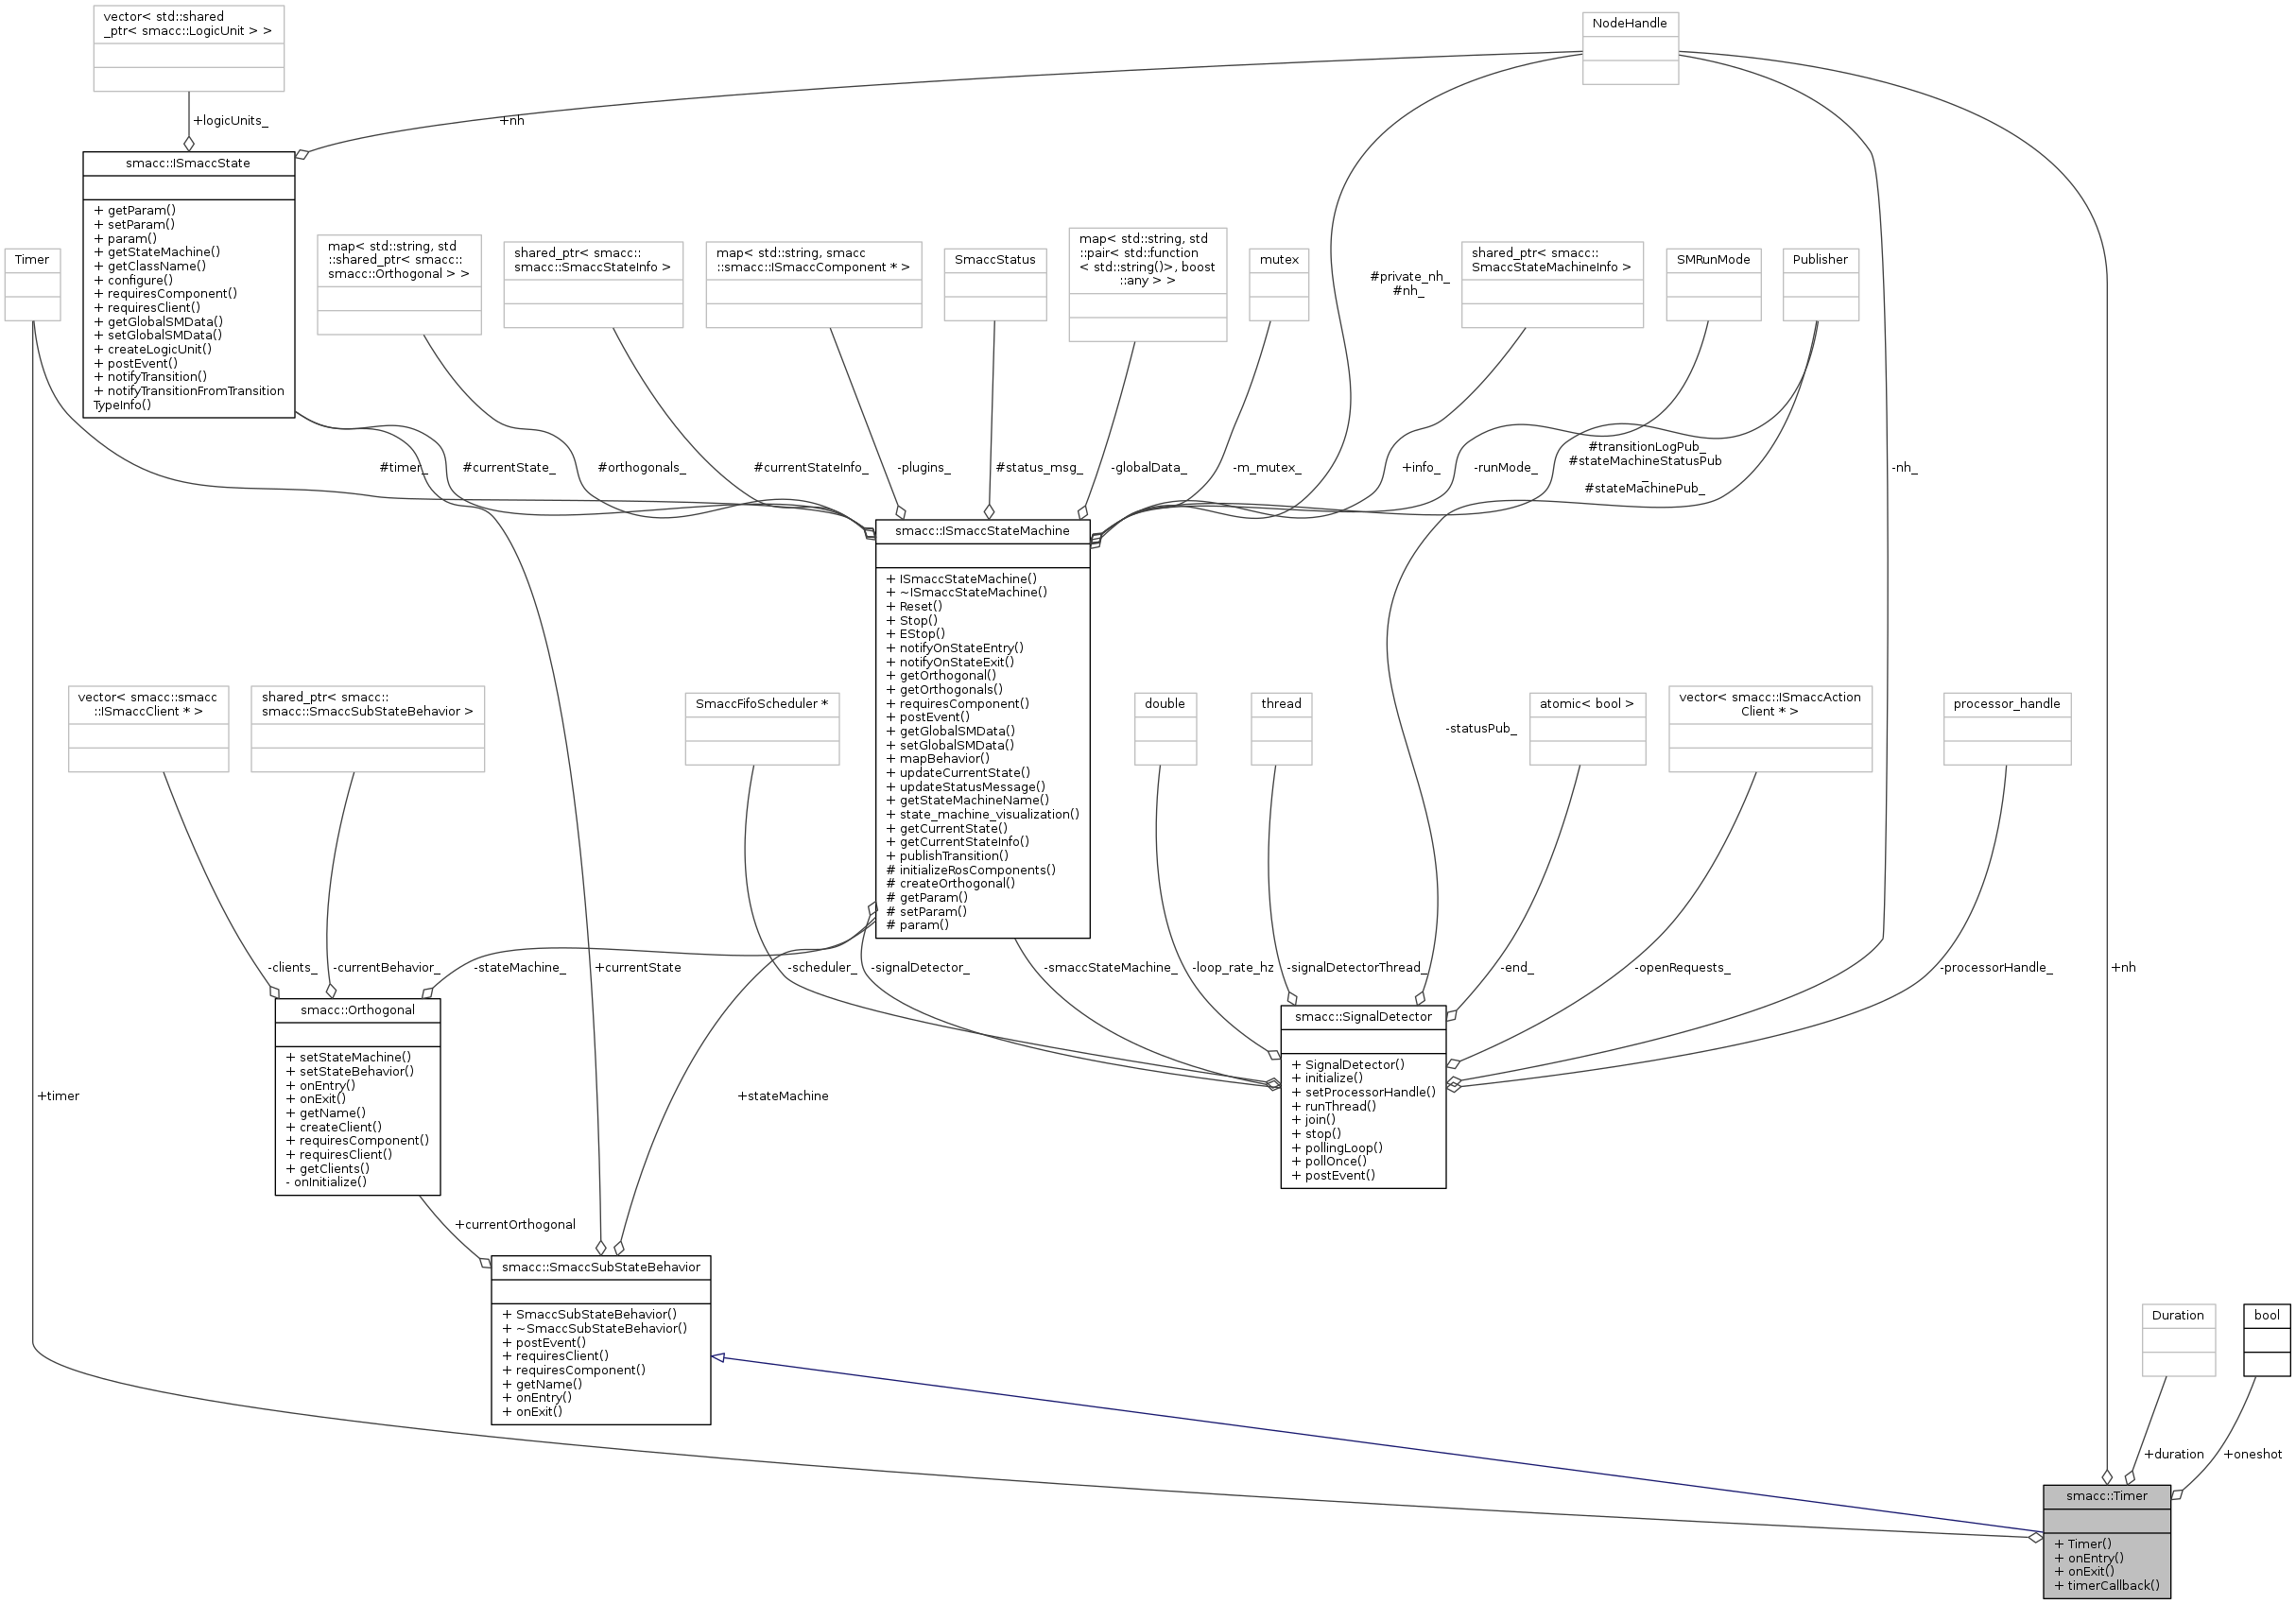 vector< std::shared
_ptr< smacc::LogicUnit > >
NodeHandle
+logicUnits_
+nh
smacc::ISmaccState
+ getParam()
+ setParam()
+ param()
+ getStateMachine()
+ getClassName()
+ configure()
+ requiresComponent()
+ requiresClient()
+ getGlobalSMData()
+ setGlobalSMData()
+ createLogicUnit()
+ postEvent()
+ notifyTransition()
+ notifyTransitionFromTransition
TypeInfo()
Timer
map< std::string, std
::shared_ptr< smacc::
smacc::Orthogonal > >
shared_ptr< smacc::
smacc::SmaccStateInfo >
map< std::string, smacc
::smacc::ISmaccComponent * >
SmaccStatus
map< std::string, std
::pair< std::function
< std::string()>, boost
::any > >
mutex
#private_nh_
#nh_
shared_ptr< smacc::
SmaccStateMachineInfo >
SMRunMode
Publisher
#timer_
#currentState_
#orthogonals_
#currentStateInfo_
-plugins_
#status_msg_
-globalData_
-m_mutex_
+info_
-runMode_
#transitionLogPub_
#stateMachineStatusPub
_
#stateMachinePub_
-nh_
smacc::ISmaccStateMachine
+ ISmaccStateMachine()
+ ~ISmaccStateMachine()
+ Reset()
+ Stop()
+ EStop()
+ notifyOnStateEntry()
+ notifyOnStateExit()
+ getOrthogonal()
+ getOrthogonals()
+ requiresComponent()
+ postEvent()
+ getGlobalSMData()
+ setGlobalSMData()
+ mapBehavior()
+ updateCurrentState()
+ updateStatusMessage()
+ getStateMachineName()
+ state_machine_visualization()
+ getCurrentState()
+ getCurrentStateInfo()
+ publishTransition()
# initializeRosComponents()
# createOrthogonal()
# getParam()
# setParam()
# param()
vector< smacc::smacc
::ISmaccClient * >
shared_ptr< smacc::
smacc::SmaccSubStateBehavior >
SmaccFifoScheduler *
double
thread
-statusPub_
atomic< bool >
vector< smacc::ISmaccAction
Client * >
processor_handle
-clients_
-currentBehavior_
-stateMachine_
+currentState
-scheduler_
-signalDetector_
-smaccStateMachine_
-loop_rate_hz
-signalDetectorThread_
-end_
-openRequests_
-processorHandle_
+nh
smacc::Orthogonal
+ setStateMachine()
+ setStateBehavior()
+ onEntry()
+ onExit()
+ getName()
+ createClient()
+ requiresComponent()
+ requiresClient()
+ getClients()
- onInitialize()
smacc::SignalDetector
+ SignalDetector()
+ initialize()
+ setProcessorHandle()
+ runThread()
+ join()
+ stop()
+ pollingLoop()
+ pollOnce()
+ postEvent()
+timer
+stateMachine
+currentOrthogonal
smacc::SmaccSubStateBehavior
+ SmaccSubStateBehavior()
+ ~SmaccSubStateBehavior()
+ postEvent()
+ requiresClient()
+ requiresComponent()
+ getName()
+ onEntry()
+ onExit()
Duration
bool
+duration
+oneshot
smacc::Timer
+ Timer()
+ onEntry()
+ onExit()
+ timerCallback()